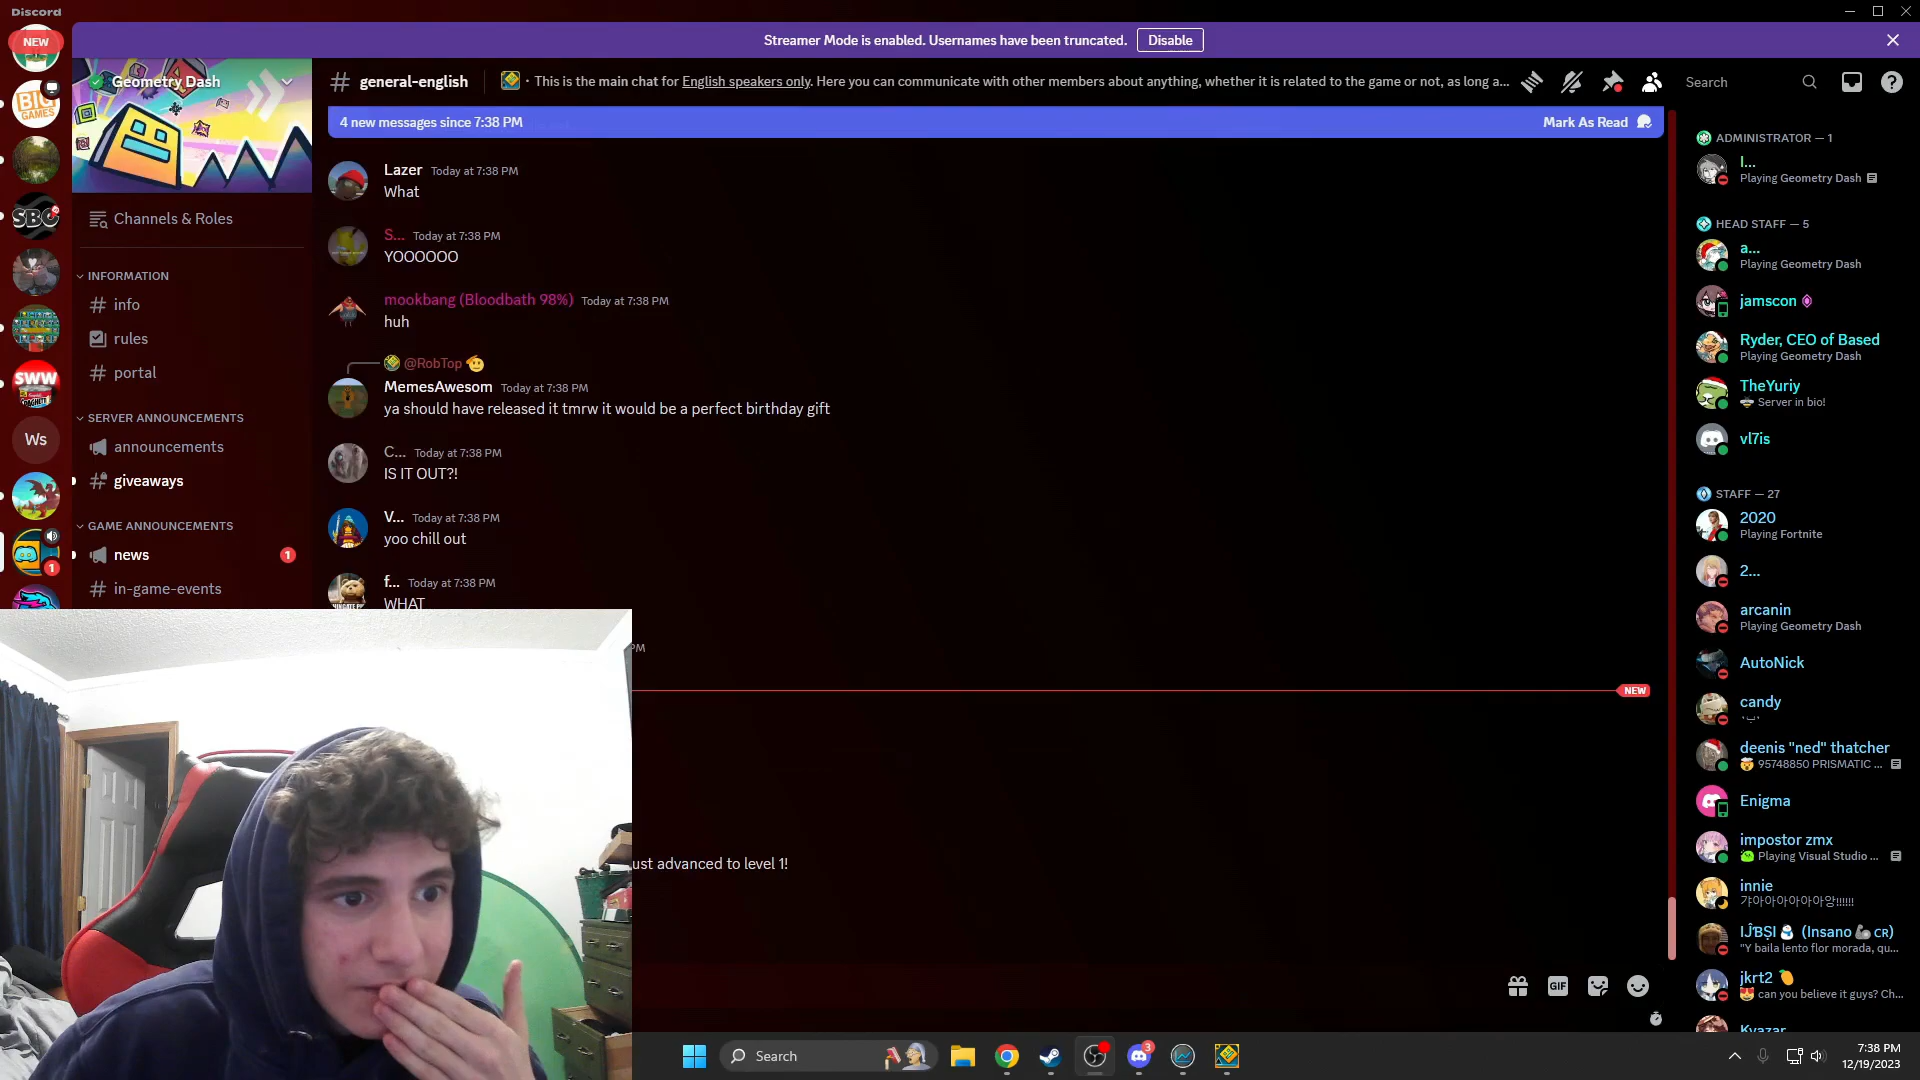 Discord
Streamer Mode is enabled. Usernames have been truncated.
Disable
NEW
BIG GAMES
SBC
SWW
Ws
1
Geometry Dash
Channels & Roles
INFORMATION
info
rules
portal
SERVER ANNOUNCEMENTS
announcements
giveaways
GAME ANNOUNCEMENTS
news
1
in-game-events
general-english
· This is the main chat for English speakers only. Here you can communicate with other members about anything, whether it is related to the game or not, as long a...
Search
4 new messages since 7:38 PM
Mark As Read
Lazer Today at 7:38 PM
What
S... Today at 7:38 PM
YOOOOOO
mookbang (Bloodbath 98%) Today at 7:38 PM
huh
@RobTop
MemesAwesom Today at 7:38 PM
ya should have released it tmrw it would be a perfect birthday gift
C... Today at 7:38 PM
IS IT OUT?!
V... Today at 7:38 PM
yoo chill out
f... Today at 7:38 PM
WHAT
PM
NEW
ust advanced to level 1!
GIF
ADMINISTRATOR — 1
I...
Playing Geometry Dash
HEAD STAFF — 5
a...
Playing Geometry Dash
jamscon
Ryder, CEO of Based
Playing Geometry Dash
TheYuriy
Server in bio!
vl7is
STAFF — 27
2020
Playing Fortnite
2...
arcanin
Playing Geometry Dash
AutoNick
candy
deenis "ned" thatcher
95748850 PRISMATIC ...
Enigma
impostor zmx
Playing Visual Studio ...
innie
(Insano CR)
"Y baila lento flor morada, qu...
jkrt2
can you believe it guys? Ch...
Kyazar
Search
3
7:38 PM
12/19/2023